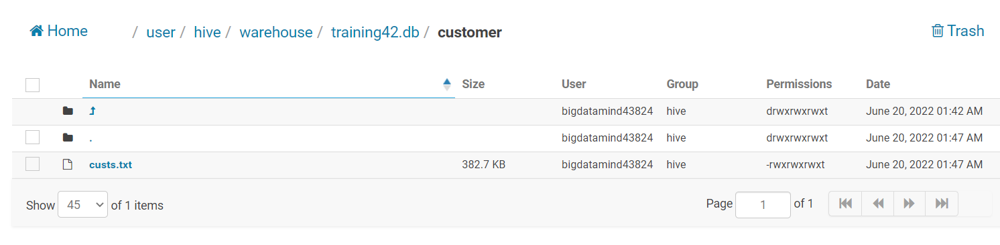 Home / user / hive / warehouse / training42.db / customer Trash
Name Size User Group Permissions Date
bigdatamind43824 hive drwxrwxrwxt June 20, 2022 01:42 AM
. bigdatamind43824 hive drwxrwxrwxt June 20, 2022 01:47 AM
custs.txt 382.7 KB bigdatamind43824 hive -rwxrwxrwxt June 20, 2022 01:47 AM
Show 45 of 1 items Page 1 of 1